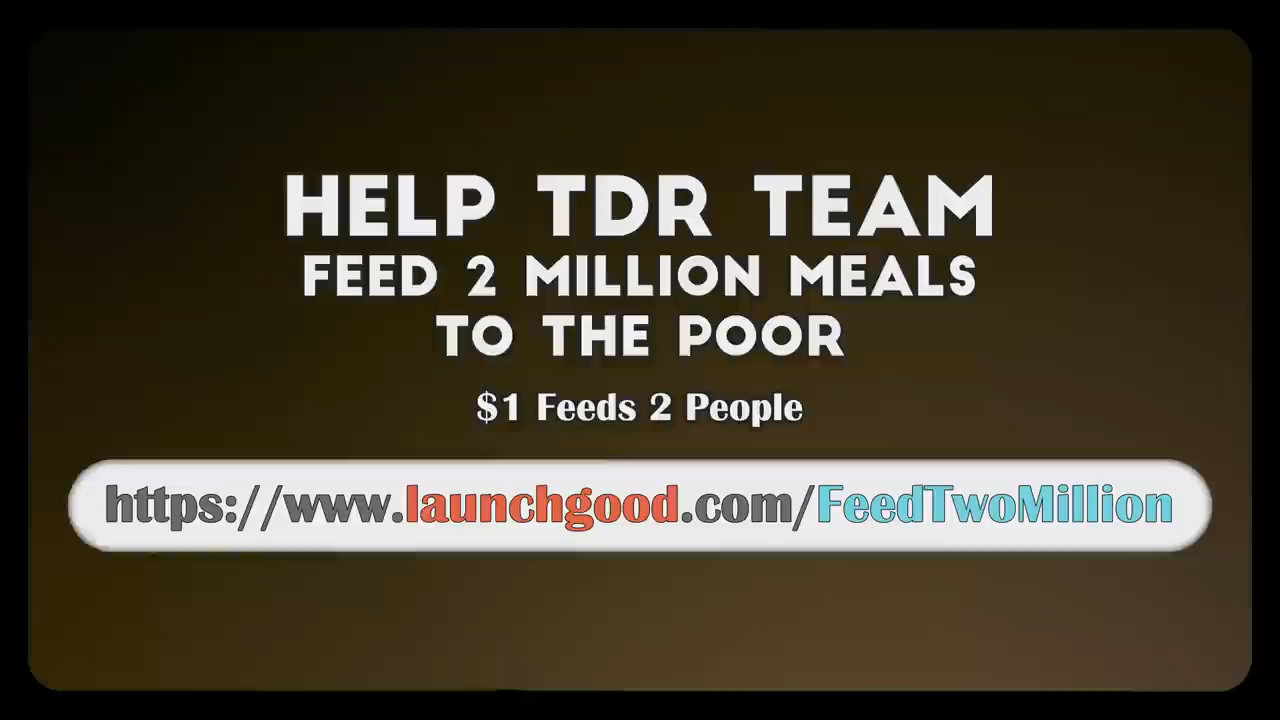 HELP TDR TEAM
FEED 2 MILLION MEALS
TO THE POOR
$1 Feeds 2 People
https://www.launchgood.com/FeedTwoMillion